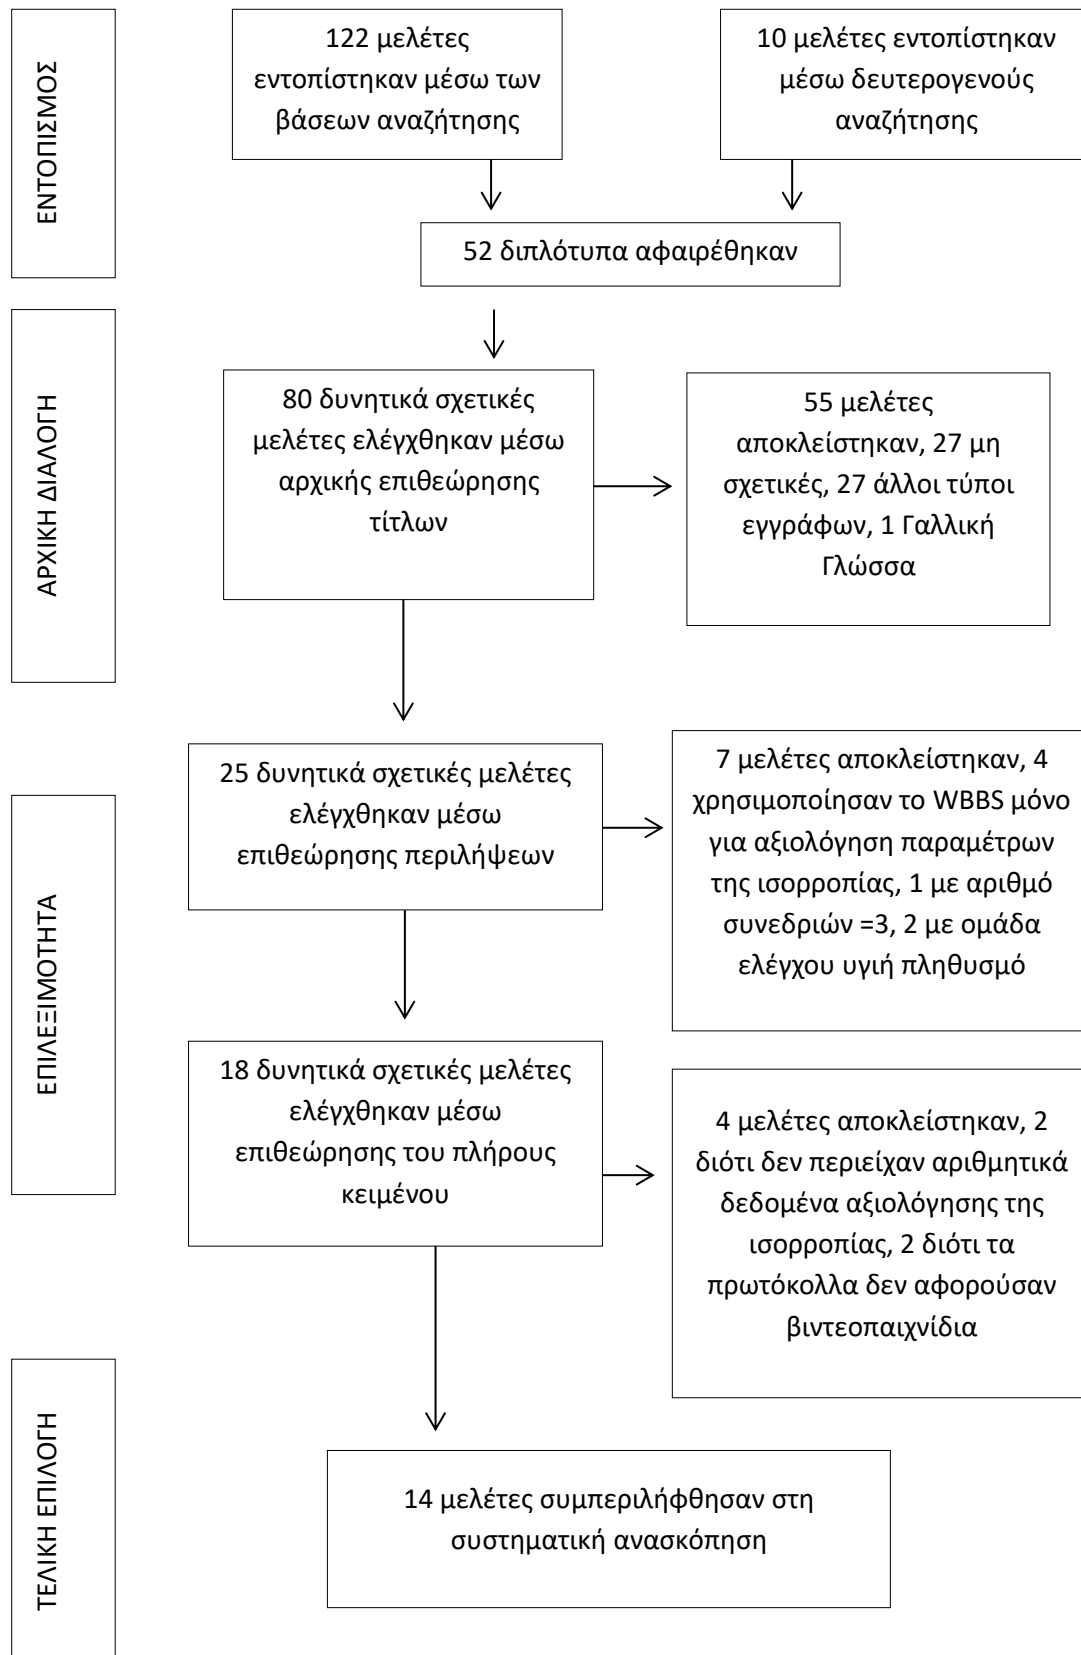 ΕΝΤΟΠΙΣΜΟΣ
122 μελέτες
εντοπίστηκαν μέσω των
βάσεων αναζήτησης
10 μελέτες εντοπίστηκαν
μέσω δευτερογενούς
αναζήτησης
52 διπλότυπα αφαιρέθηκαν
ΑΡΧΙΚΗ ΔΙΑΛΟΓΗ
80 δυνητικά σχετικές
μελέτες ελέγχθηκαν μέσω
αρχικής επιθεώρησης
τίτλων
55 μελέτες
αποκλείστηκαν, 27 μη
σχετικές, 27 άλλοι τύποι
εγγράφων, 1 Γαλλική
Γλώσσα
ΕΠΙΛΕΞΙΜΟΤΗΤΑ
25 δυνητικά σχετικές μελέτες
ελέγχθηκαν μέσω
επιθεώρησης περιλήψεων
7 μελέτες αποκλείστηκαν, 4
χρησιμοποίησαν το WBBS μόνο
για αξιολόγηση παραμέτρων
της ισορροπίας, 1 με αριθμό
συνεδριών =3, 2 με ομάδα
ελέγχου υγιή πληθυσμό
18 δυνητικά σχετικές μελέτες
ελέγχθηκαν μέσω
επιθεώρησης του πλήρους
κειμένου
4 μελέτες αποκλείστηκαν, 2
διότι δεν περιείχαν αριθμητικά
δεδομένα αξιολόγησης της
ισορροπίας, 2 διότι τα
πρωτόκολλα δεν αφορούσαν
βιντεοπαιχνίδια
ΤΕΛΙΚΗ ΕΠΙΛΟΓΗ
14 μελέτες συμπεριλήφθησαν στη
συστηματική ανασκόπηση